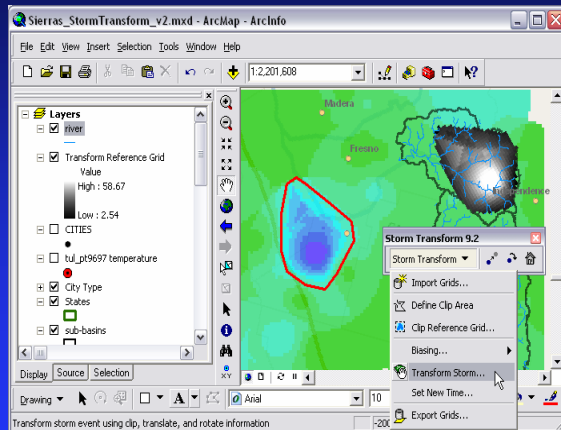 Sierras_StormTransform_v2.mxd - ArcMap - ArcInfo
File Edit View Insert Selection Tools Window Help
1:2,201,608
Layers
river
Transform Reference Grid
Value
High : 58.67
Low : 2.54
CITIES
tul_pt9697 temperature
City Type
States
sub-basins
Display Source Selection
Madera
Fresno
Independence
Storm Transform 9.2
Storm Transform
Import Grids...
Define Clip Area
Clip Reference Grid...
Biasing...
Transform Storm...
Set New Time...
Export Grids...
Drawing
A
Arial
10
A
Transform storm event using clip, translate, and rotate information
-200